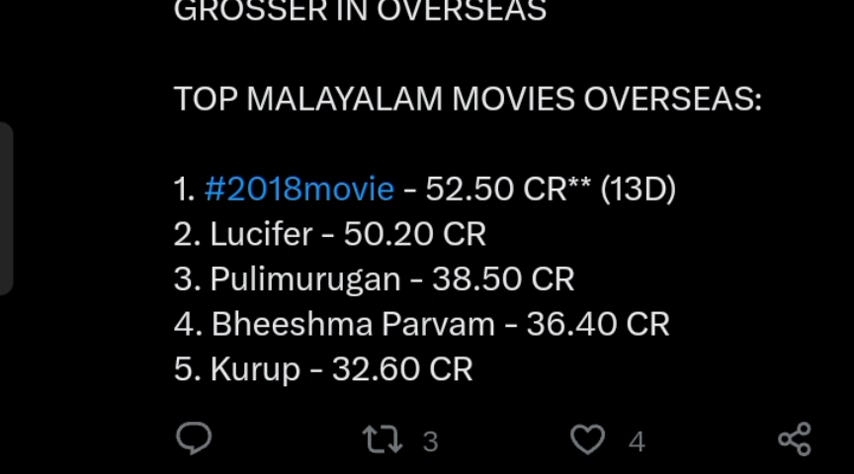 GROSSER IN OVERSEAS
TOP MALAYALAM MOVIES OVERSEAS:
1. #2018movie - 52.50 CR** (13D)
2. Lucifer - 50.20 CR
3. Pulimurugan - 38.50 CR
4. Bheeshma Parvam - 36.40 CR
5. Kurup - 32.60 CR
3 4